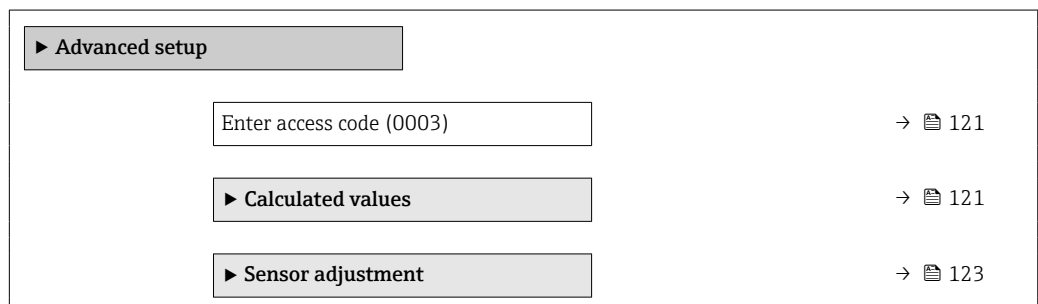 ▶ Advanced setup
Enter access code (0003) → 121
▶ Calculated values → 121
▶ Sensor adjustment → 123